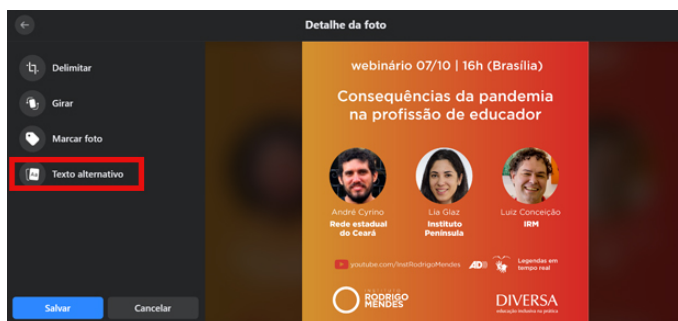 Detalhe da foto
Delimitar
Girar
Marcar foto
Aa
Texto alternativo
Salvar
Cancelar
webinário 07/10 | 16h (Brasília)
Consequências da pandemia
na profissão de educador
André Cyrino
Rede estadual
do Ceará
Lia Glaz
Instituto
Península
Luiz Conceição
IRM
youtube.com/InstRodrigoMendes
AD
Legendas em
tempo real
INSTITUTO
RODRIGO
MENDES
DIVERSA
educação inclusiva na prática